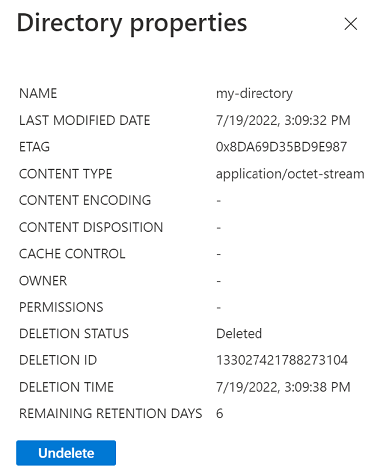 Directory properties
NAME my-directory
LAST MODIFIED DATE 7/19/2022, 3:09:32 PM
ETAG 0x8DA69D35BD9E987
CONTENT TYPE application/octet-stream
CONTENT ENCODING -
CONTENT DISPOSITION -
CACHE CONTROL -
OWNER -
PERMISSIONS -
DELETION STATUS Deleted
DELETION ID 133027421788273104
DELETION TIME 7/19/2022, 3:09:38 PM
REMAINING RETENTION DAYS 6
Undelete